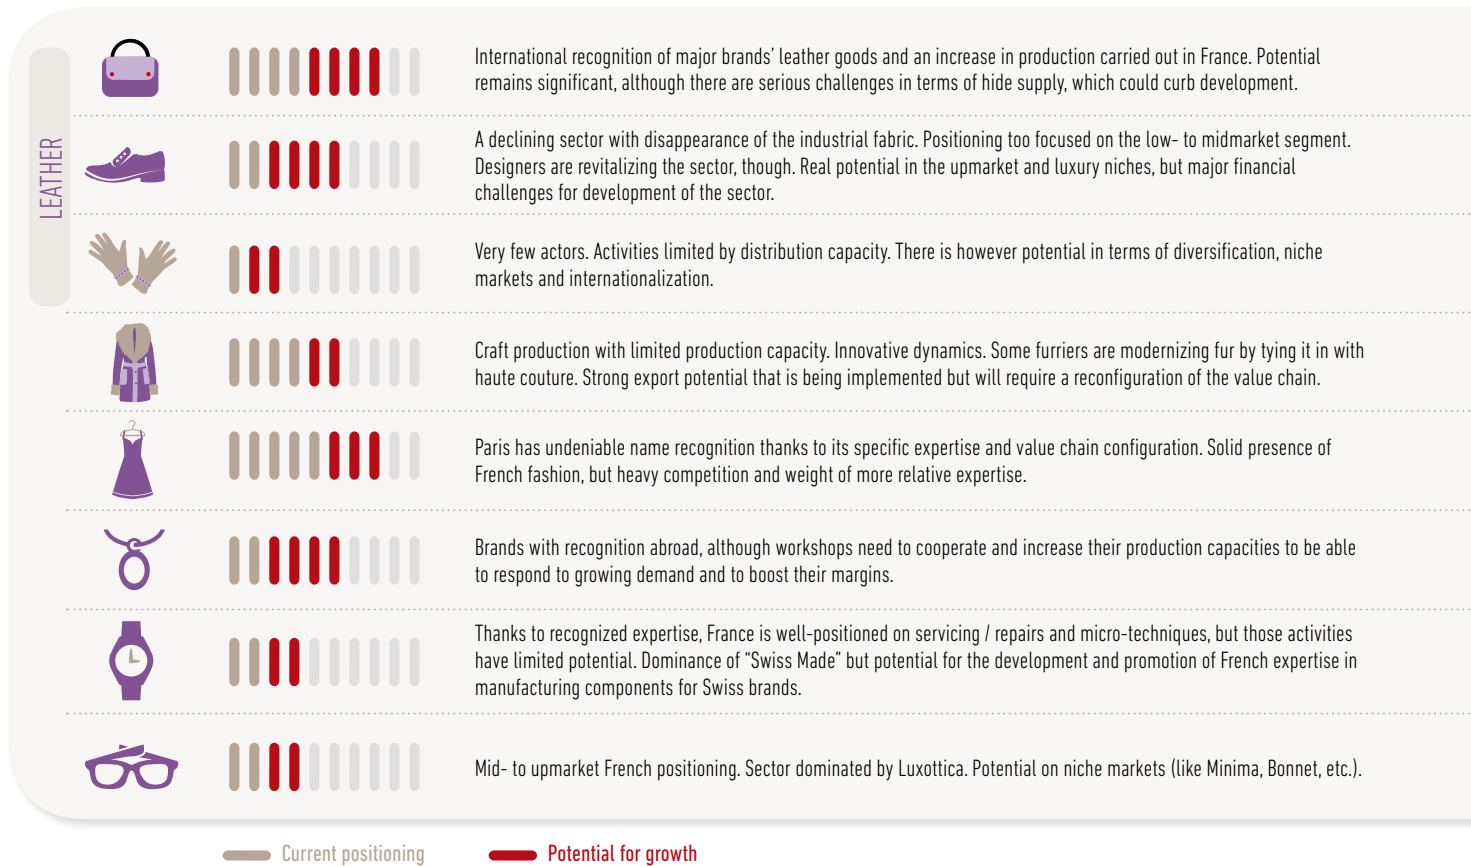 LEATHER
International recognition of major brands’ leather goods and an increase in production carried out in France. Potential
remains significant, although there are serious challenges in terms of hide supply, which could curb development.
A declining sector with disappearance of the industrial fabric. Positioning too focused on the low- to midmarket segment.
Designers are revitalizing the sector, though. Real potential in the upmarket and luxury niches, but major financial
challenges for development of the sector.
Very few actors. Activities limited by distribution capacity. There is however potential in terms of diversification, niche
markets and internationalization.
Craft production with limited production capacity. Innovative dynamics. Some furriers are modernizing fur by tying it in with
haute couture. Strong export potential that is being implemented but will require a reconfiguration of the value chain.
Paris has undeniable name recognition thanks to its specific expertise and value chain configuration. Solid presence of
French fashion, but heavy competition and weight of more relative expertise.
Brands with recognition abroad, although workshops need to cooperate and increase their production capacities to be able
to respond to growing demand and to boost their margins.
Thanks to recognized expertise, France is well-positioned on servicing / repairs and micro-techniques, but those activities
have limited potential. Dominance of “Swiss Made” but potential for the development and promotion of French expertise in
manufacturing components for Swiss brands.
Mid- to upmarket French positioning. Sector dominated by Luxottica. Potential on niche markets (like Minima, Bonnet, etc.).
Current positioning
Potential for growth